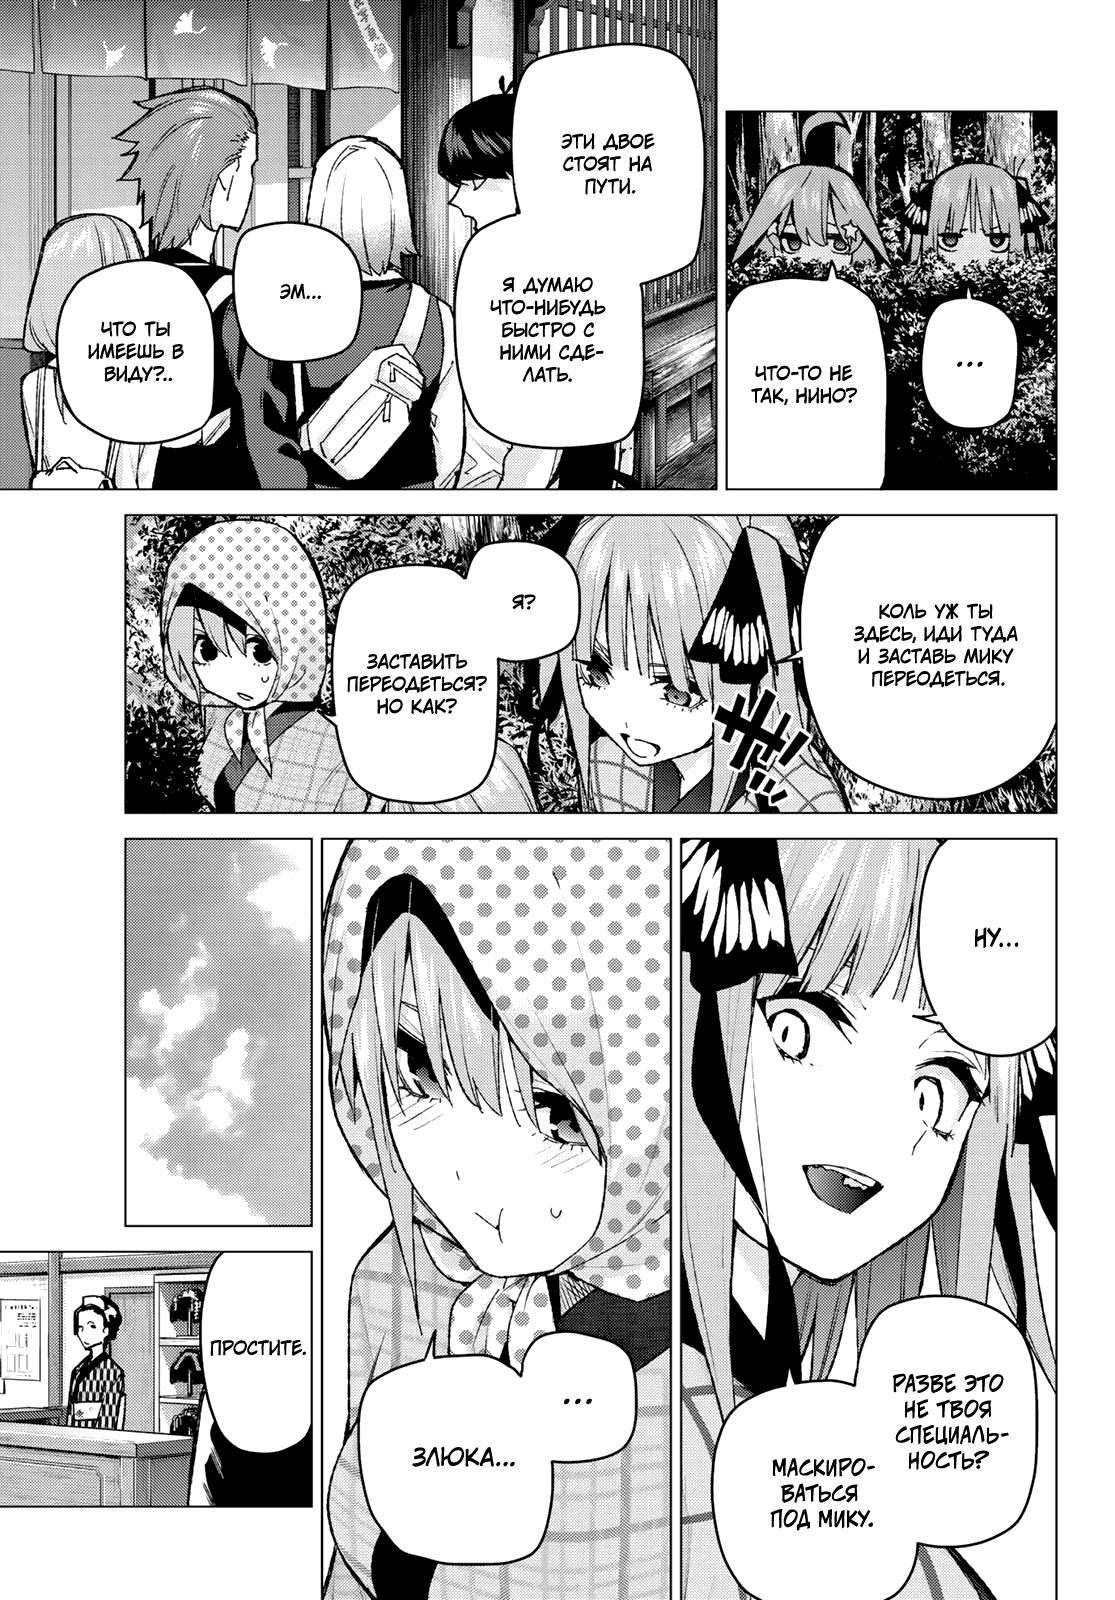 ...
ЧТО-ТО НЕ
ТАК, НИНО?
ЭТИ ДВОЕ
СТОЯТ НА
ПУТИ.
Я ДУМАЮ
ЧТО-НИБУДЬ
БЫСТРО С
НИМИ СДЕ-
ЛАТЬ.
ЭМ...
ЧТО ТЫ
ИМЕЕШЬ В
ВИДУ?..
КОЛЬ УЖ ТЫ
ЗДЕСЬ, ИДИ ТУДА
И ЗАСТАВЬ МИКУ
ПЕРЕОДЕТЬСЯ.
Я?
ЗАСТАВИТЬ
ПЕРЕОДЕТЬСЯ?
НО КАК?
НУ...
РАЗВЕ ЭТО
НЕ ТВОЯ
СПЕЦИАЛЬ-
НОСТЬ?
МАСКИРО-
ВАТЬСЯ
ПОД МИКУ.
...
ЗЛЮКА...
ПРОСТИТЕ.